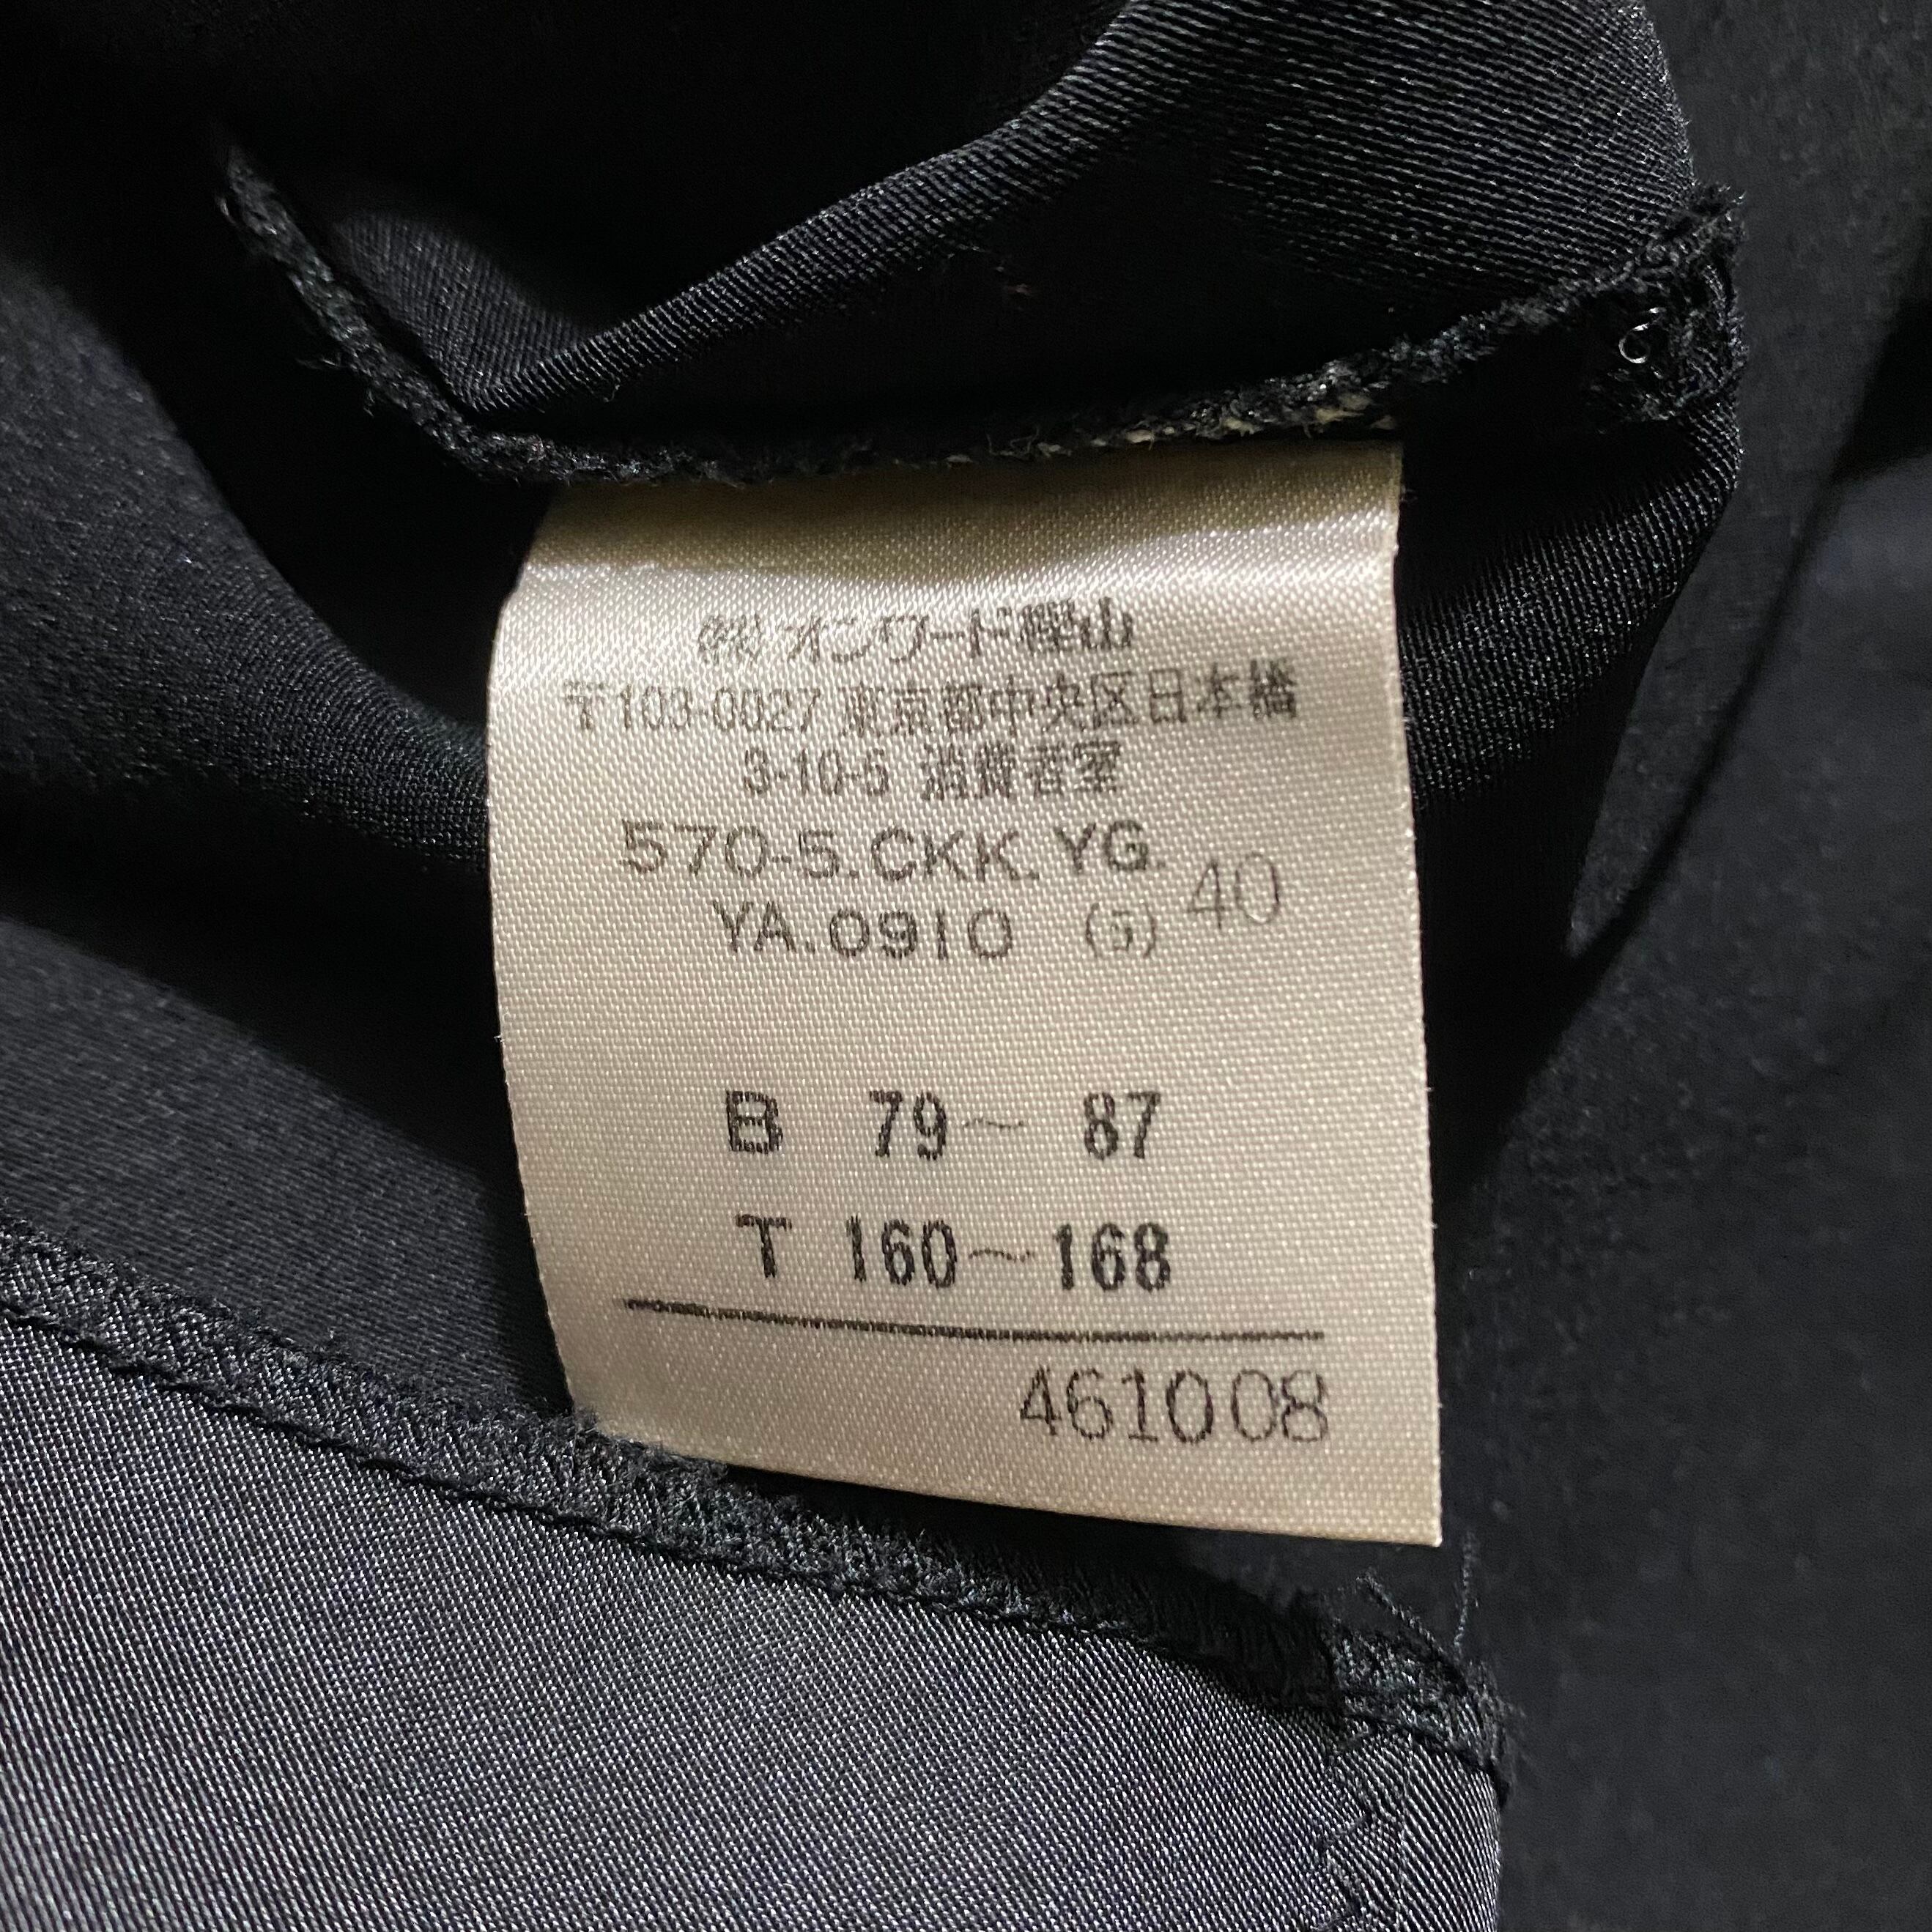 ㈱オンワード樫山
〒103-0027 東京都中央区日本橋
3-10-5 消費者室
570-5.CKK.YG.
YA.0910 (5) 40
B 79～ 87
T 160～168
461008